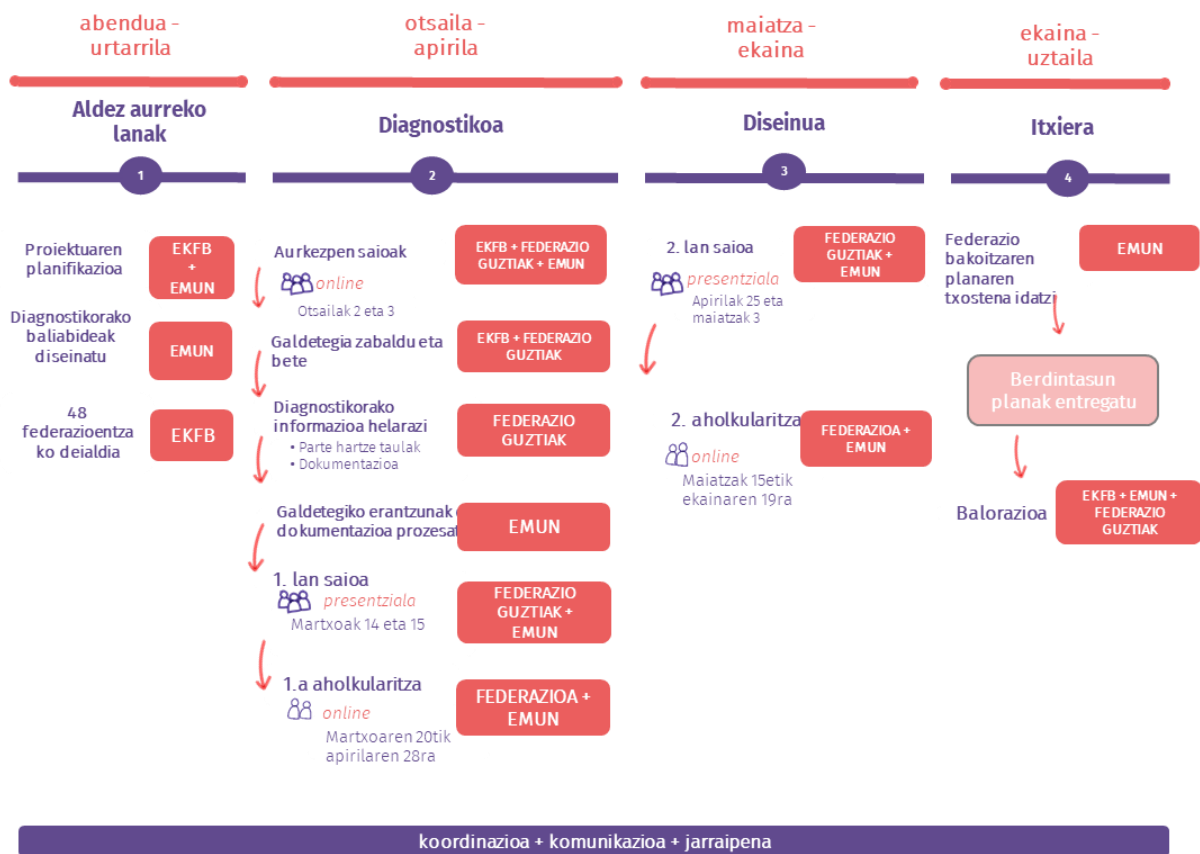 abendua -
urtarrila
otsaila -
apirila
maiatza -
ekaina
ekaina -
uztaila
Aldez aurreko
lanak
Diagnostikoa
Diseinua
Itxiera
1
2
3
4
Proiektuaren
planifikazioa
EKFB
+
EMUN
Diagnostikorako
baliabideak
diseinatu
EMUN
48
federazioentza
ko deialdia
EKFB
Aurkezpen saioak
online
Otsailak 2 eta 3
EKFB + FEDERAZIO
GUZTIAK + EMUN
Galdetegia zabaldu eta
bete
EKFB + FEDERAZIO
GUZTIAK
Diagnostikorako
informazioa helarazi
• Parte hartze taulak
• Dokumentazioa
FEDERAZIO
GUZTIAK
Galdetegiko erantzunak
dokumentazioa prozesat
EMUN
1. lan saioa
presentziala
Martxoak 14 eta 15
FEDERAZIO
GUZTIAK +
EMUN
1.a aholkularitza
online
Martxoaren 20tik
apirilaren 28ra
FEDERAZIOA +
EMUN
2. lan saioa
presentziala
Apirilak 25 eta
maiatzak 3
FEDERAZIO
GUZTIAK +
EMUN
2. aholkularitza
online
Maiatzak 15etik
ekainaren 19ra
FEDERAZIOA +
EMUN
Federazio
bakoitzaren
planaren
txostena idatzi
EMUN
Berdintasun
planak entregatu
Balorazioa
EKFB + EMUN +
FEDERAZIO
GUZTIAK
koordinazioa + komunikazioa + jarraipena